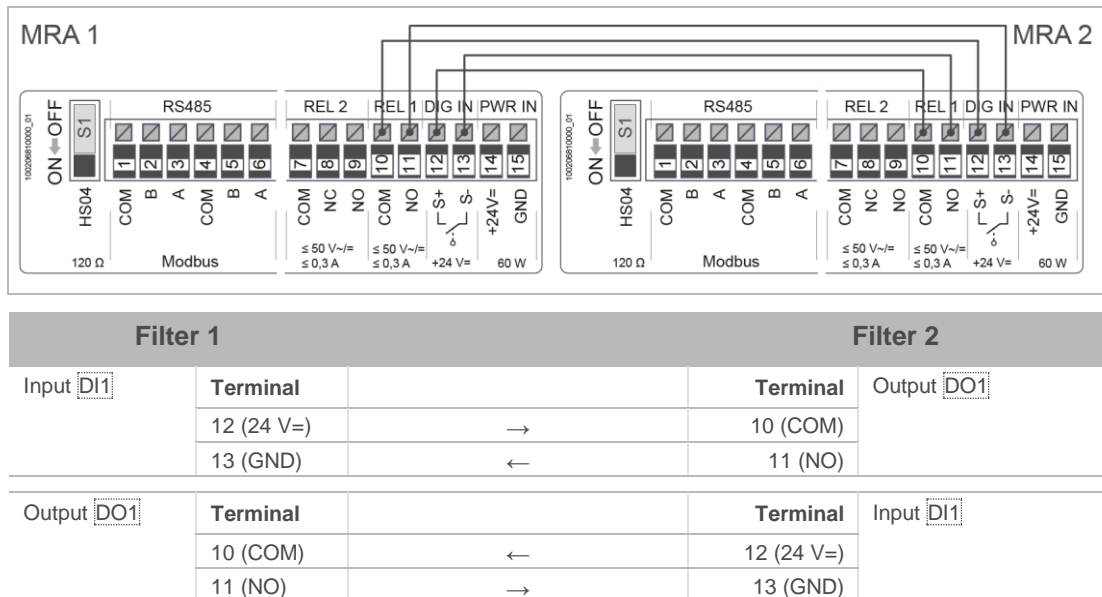 MRA 1 MRA 2
ON ⬅ OFF S1 RS485 REL 2 REL 1 DIG IN PWR IN ON ⬅ OFF S1 RS485 REL 2 REL 1 DIG IN PWR IN
100206810000_01 1 2 3 4 5 6 7 8 9 10 11 12 13 14 15 100206810000_01 1 2 3 4 5 6 7 8 9 10 11 12 13 14 15
HS04 COM B A COM B A COM NC NO COM NO S+ S- +24V= GND HS04 COM B A COM B A COM NC NO COM NO S+ S- +24V= GND
≤ 50 V~/= ≤ 50 V~/= ≤ 50 V~/= ≤ 50 V~/=
120 Ω Modbus ≤ 0,3 A ≤ 0,3 A +24 V= 60 W 120 Ω Modbus ≤ 0,3 A ≤ 0,3 A +24 V= 60 W
Filter 1 Filter 2
Input DI1 Terminal Terminal Output DO1
12 (24 V=) → 10 (COM)
13 (GND) ← 11 (NO)
Output DO1 Terminal Terminal Input DI1
10 (COM) ← 12 (24 V=)
11 (NO) → 13 (GND)